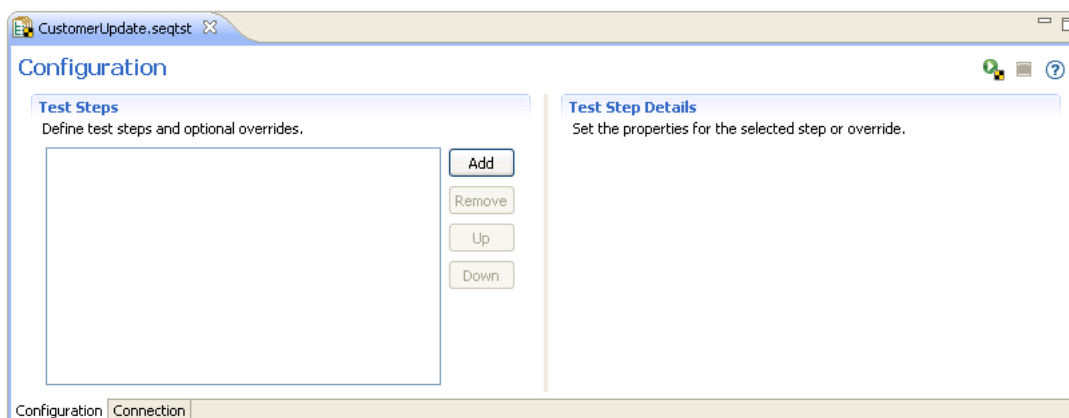 CustomerUpdate.seqtst
Configuration
Test Steps
Define test steps and optional overrides.
Add
Remove
Up
Down
Test Step Details
Set the properties for the selected step or override.
Configuration
Connection